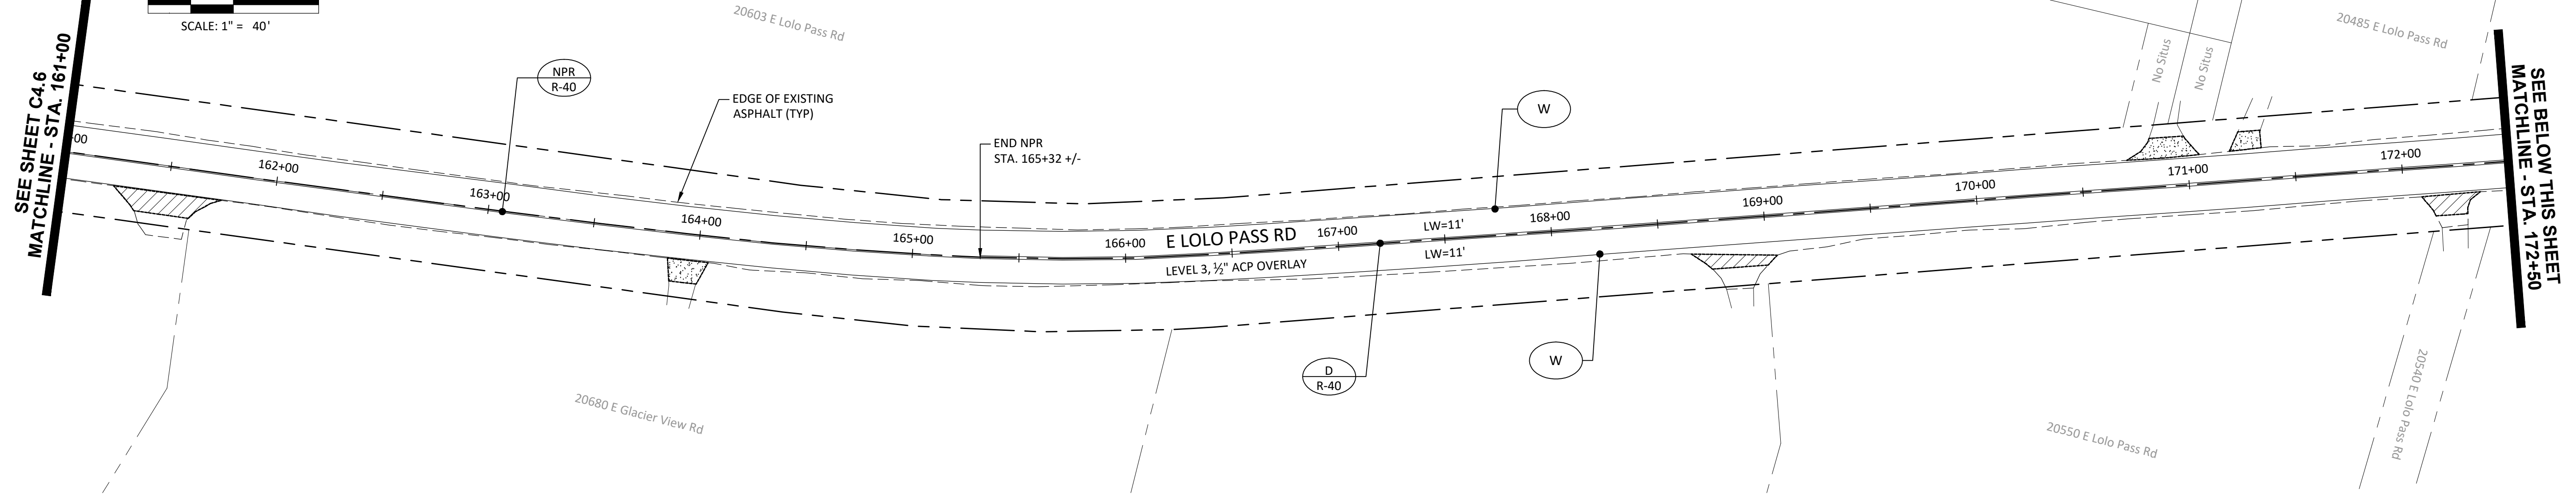 SCALE: 1" = 40'
SEE SHEET C4.6
MATCHLINE - STA. 161+00
20603 E Lolo Pass Rd
NPR
R-40
EDGE OF EXISTING
ASPHALT (TYP)
END NPR
STA. 165+32 +/-
W
No Situs
No Situs
20485 E Lolo Pass Rd
SEE BELOW THIS SHEET
MATCHLINE - STA. 172+50
+00
162+00
163+00
164+00
165+00
166+00
E LOLO PASS RD
167+00
LW=11'
168+00
169+00
170+00
171+00
172+00
LEVEL 3, ½" ACP OVERLAY
LW=11'
D
R-40
W
20680 E Glacier View Rd
20550 E Lolo Pass Rd
20540 E Lolo Pass Rd